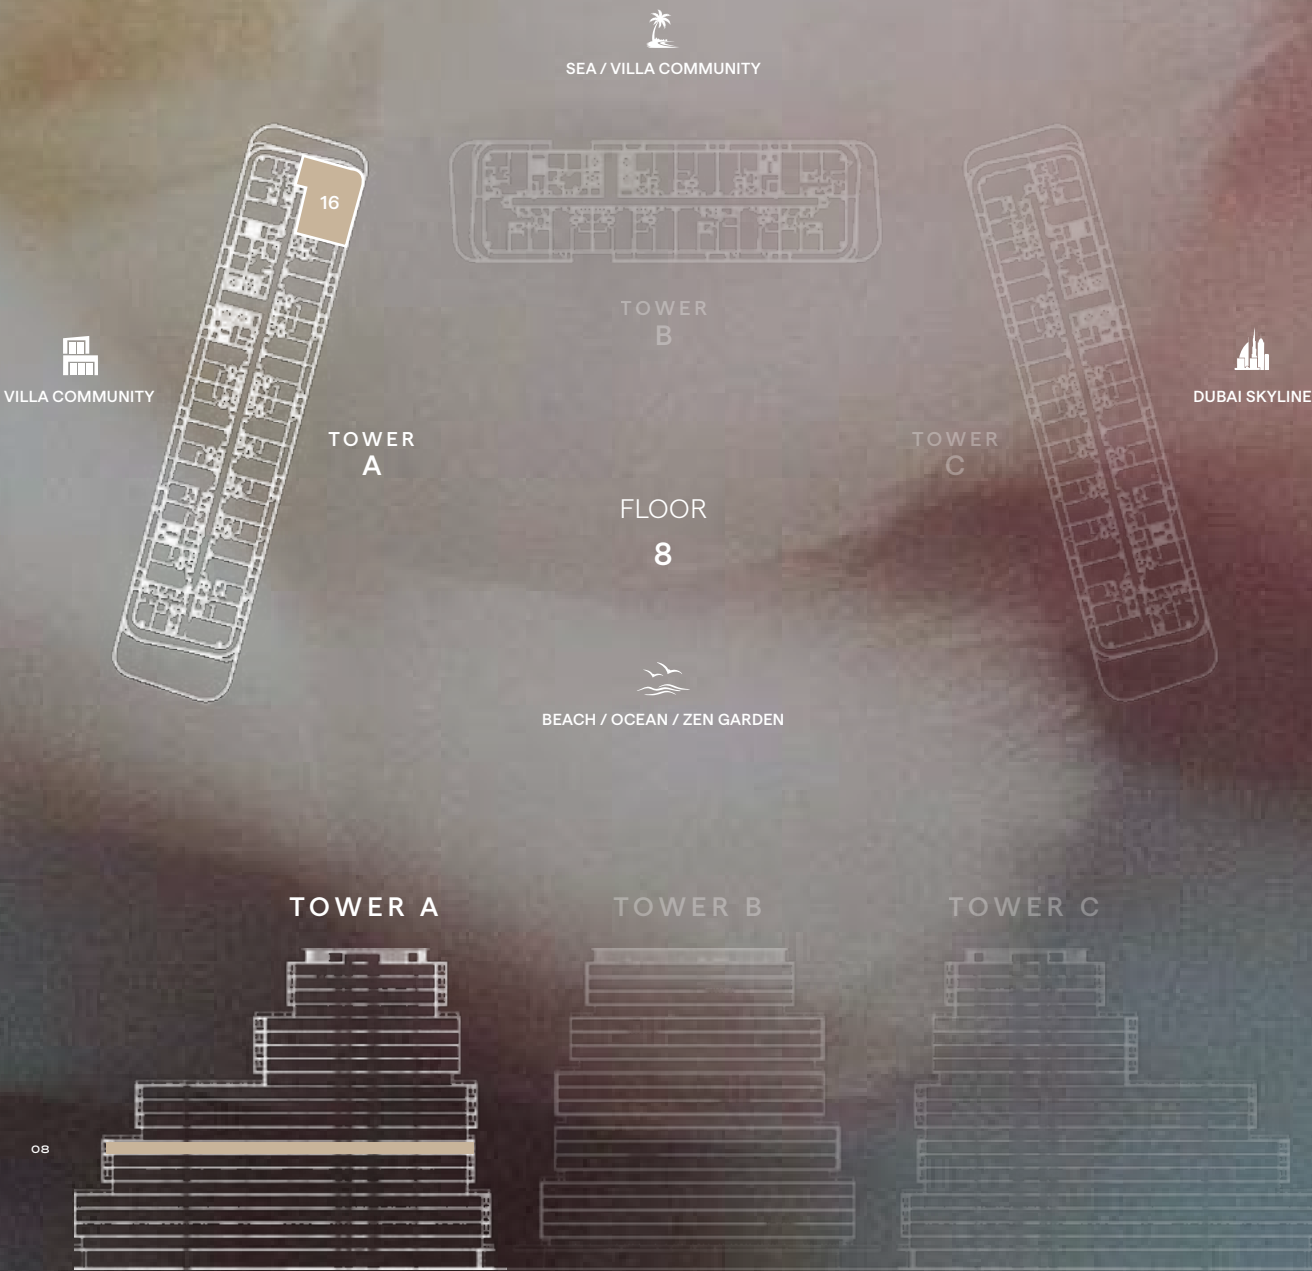 SEA / VILLA COMMUNITY
16
TOWER
B
VILLA COMMUNITY
DUBAI SKYLINE
TOWER
A
TOWER
C
FLOOR
8
BEACH / OCEAN / ZEN GARDEN
TOWER A
TOWER B
TOWER C
08